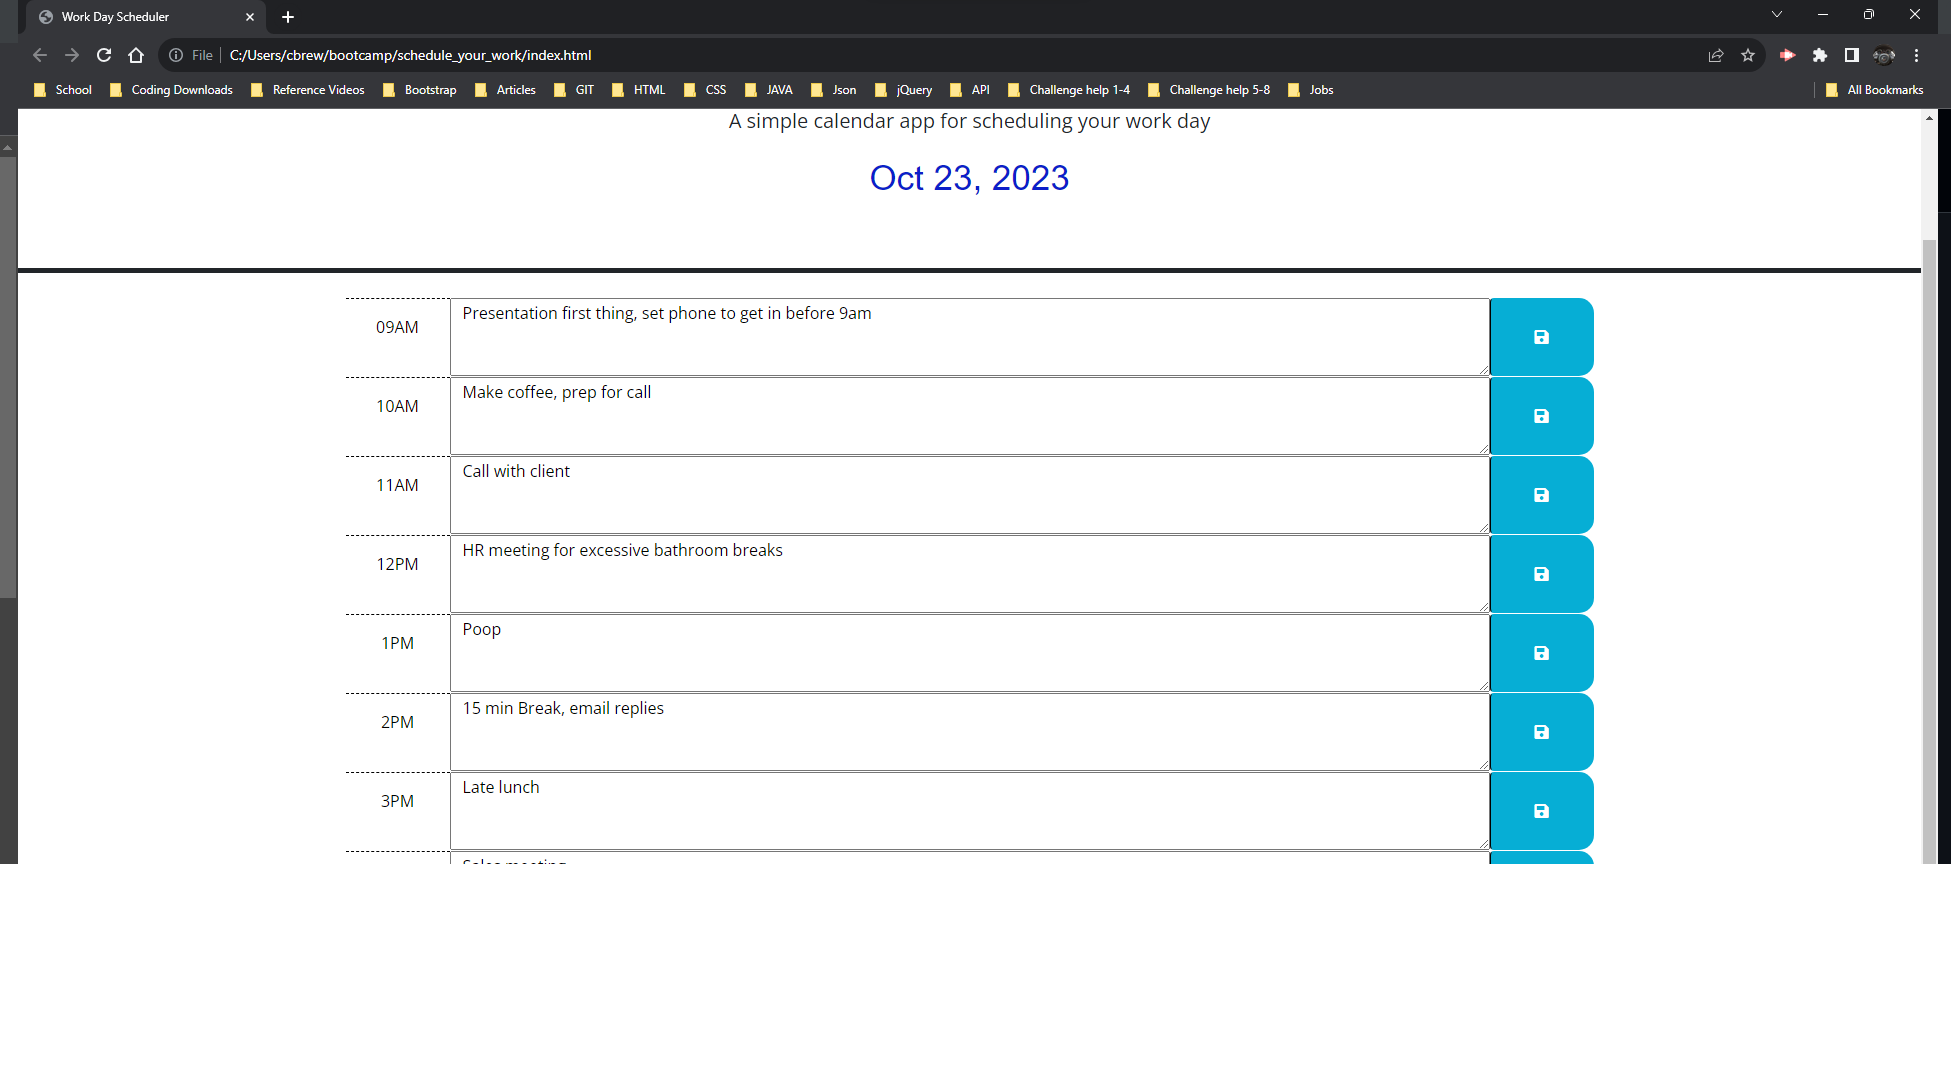 Work Day Scheduler
File C:/Users/cbrew/bootcamp/schedule_your_work/index.html
School Coding Downloads Reference Videos Bootstrap Articles GIT HTML CSS JAVA Json jQuery API Challenge help 1-4 Challenge help 5-8 Jobs All Bookmarks
A simple calendar app for scheduling your work day
Oct 23, 2023
09AM Presentation first thing, set phone to get in before 9am
10AM Make coffee, prep for call
11AM Call with client
12PM HR meeting for excessive bathroom breaks
1PM Poop
2PM 15 min Break, email replies
3PM Late lunch
Sales meeting